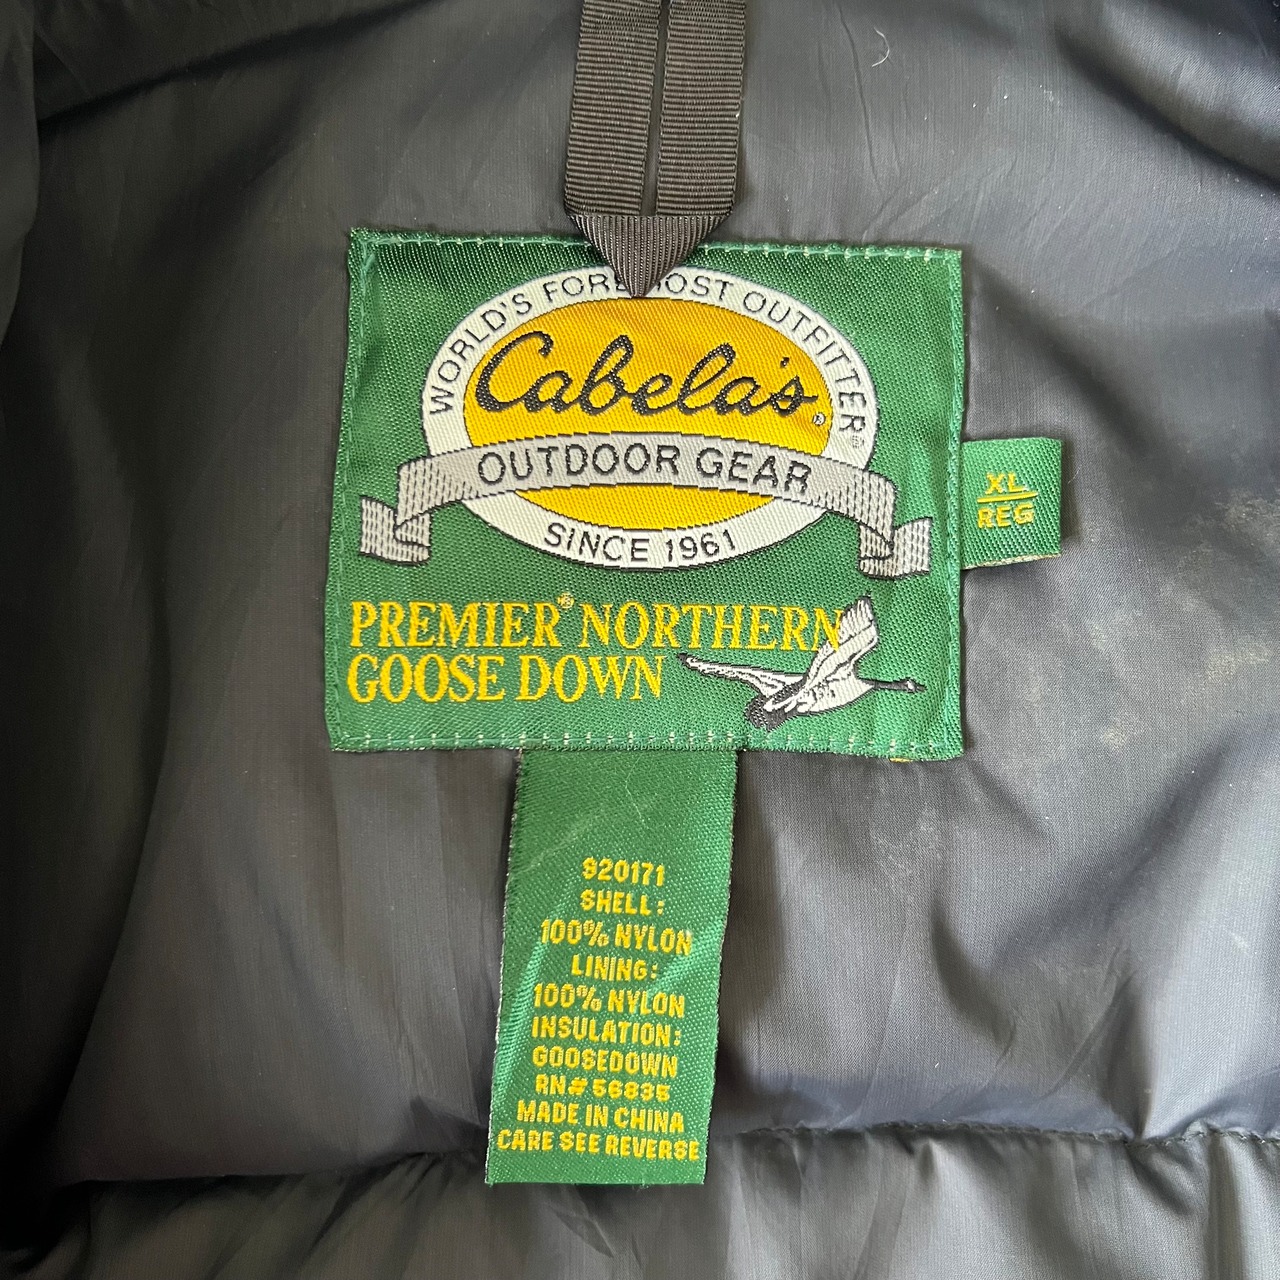 WORLD'S FOREMOST OUTFITTER®
Cabela's®
OUTDOOR GEAR
SINCE 1961
XL
REG
PREMIER® NORTHERN
GOOSE DOWN
920171
SHELL:
100% NYLON
LINING:
100% NYLON
INSULATION:
GOOSEDOWN
RN# 56835
MADE IN CHINA
CARE SEE REVERSE